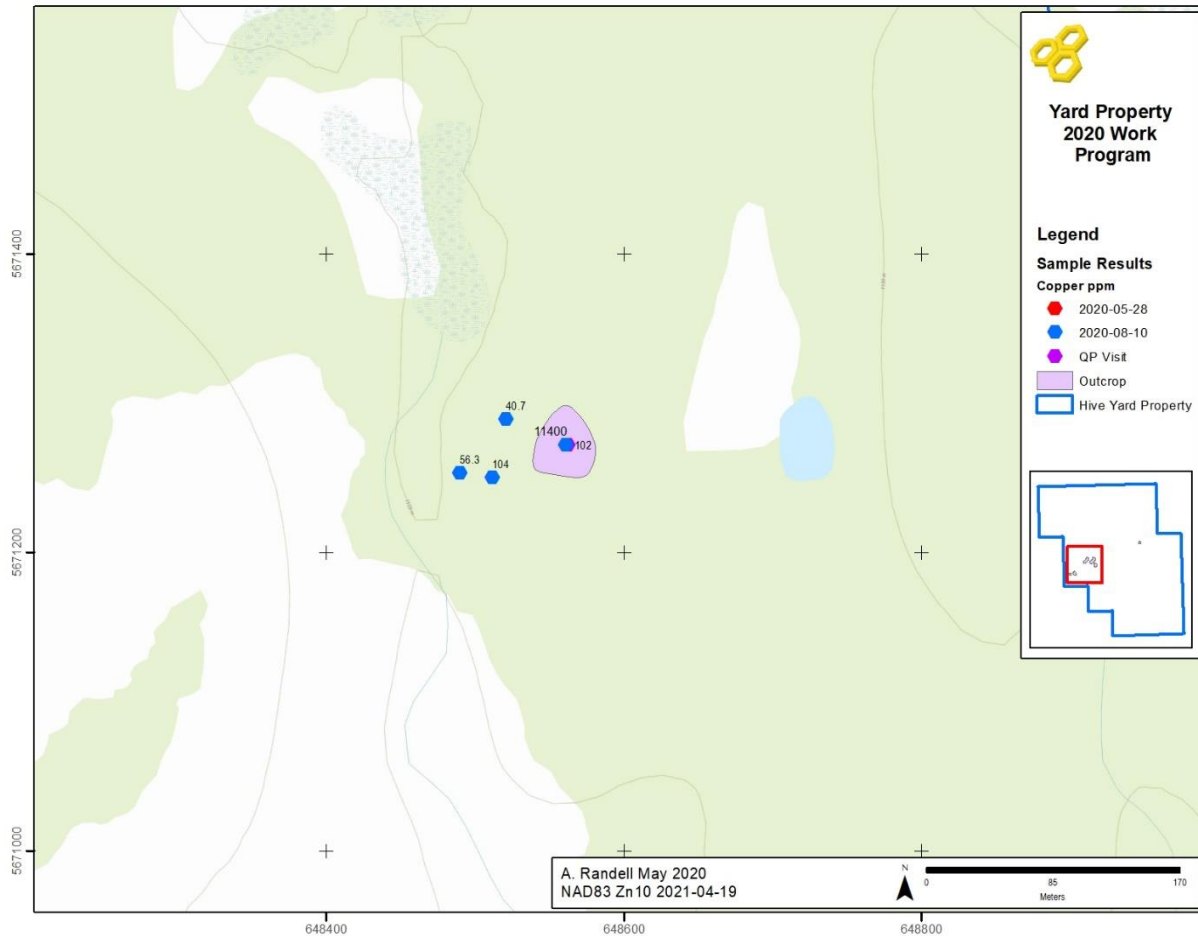 Yard Property
2020 Work
Program
Legend
Sample Results
Copper ppm
2020-05-28
2020-08-10
QP Visit
Outcrop
Hive Yard Property
5671400
5671200
5671000
40.7
11400
102
56.3
104
A. Randell May 2020
NAD83 Zn10 2021-04-19
N
0
85
170
Meters
648400
648600
648800